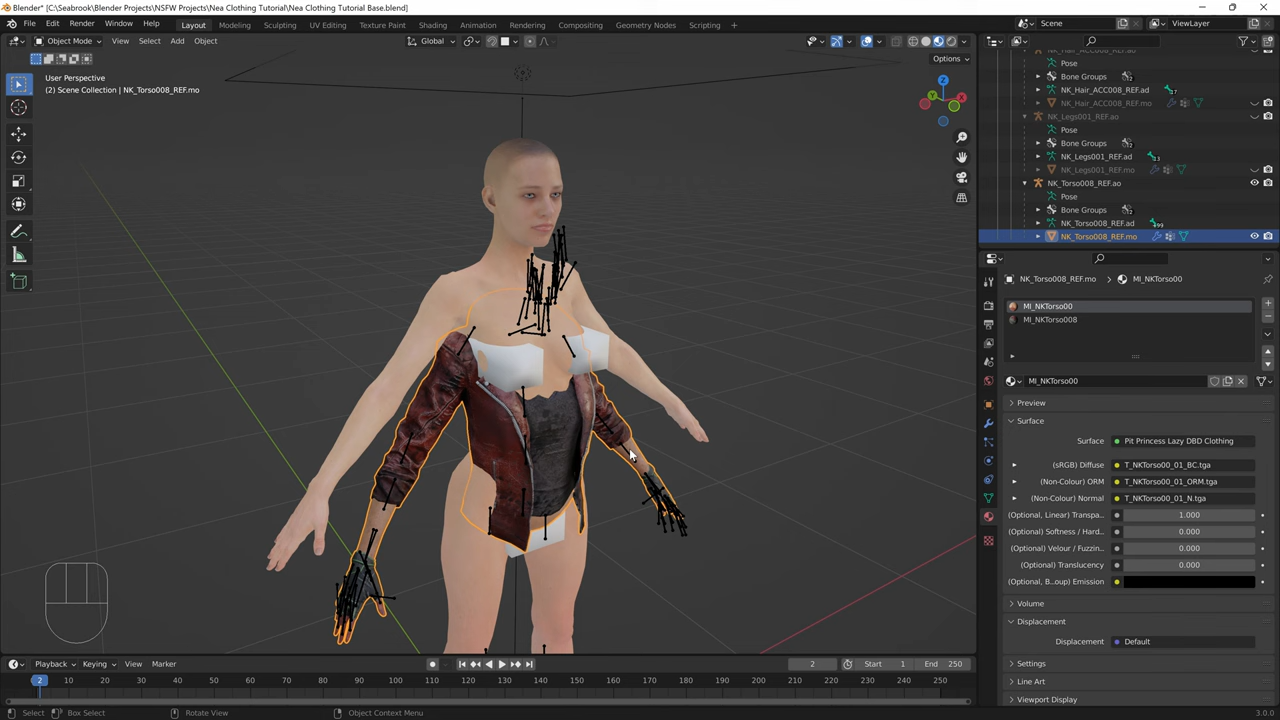 Blender* [C:\Seabrook\Blender Projects\NSFW Projects\Nea Clothing Tutorial\Nea Clothing Tutorial Base.blend]
File Edit Render Window Help Layout Modeling Sculpting UV Editing Texture Paint Shading Animation Rendering Compositing Geometry Nodes Scripting Scene ViewLayer
Object Mode View Select Add Object Global
Options
User Perspective
(2) Scene Collection | NK_Torso008_REF.mo
Z
X
Y
NK_Hair_ACC008_REF.ao
Pose
Bone Groups
NK_Hair_ACC008_REF.ad
NK_Hair_ACC008_REF.mo
NK_Legs001_REF.ao
Pose
Bone Groups
NK_Legs001_REF.ad
NK_Legs001_REF.mo
NK_Torso008_REF.ao
Pose
Bone Groups
NK_Torso008_REF.ad
NK_Torso008_REF.mo
NK_Torso008_REF.mo > MI_NKTorso00
MI_NKTorso00
MI_NKTorso008
MI_NKTorso00
Preview
Surface
Surface Pit Princess Lazy DBD Clothing
(sRGB) Diffuse T_NKTorso00_01_BC.tga
(Non-Colour) ORM T_NKTorso00_01_ORM.tga
(Non-Colour) Normal T_NKTorso00_01_N.tga
(Optional, Linear) Transpa... 1.000
(Optional) Softness / Hard... 0.000
(Optional) Velour / Fuzzin... 0.000
(Optional) Translucency 0.000
(Optional, B...oup) Emission
Volume
Displacement
Displacement Default
Settings
Line Art
Viewport Display
Playback Keying View Marker 2 Start 1 End 250
2 10 20 30 40 50 60 70 80 90 100 110 120 130 140 150 160 170 180 190 200 210 220 230 240 250
Select Box Select Rotate View Object Context Menu 3.0.0